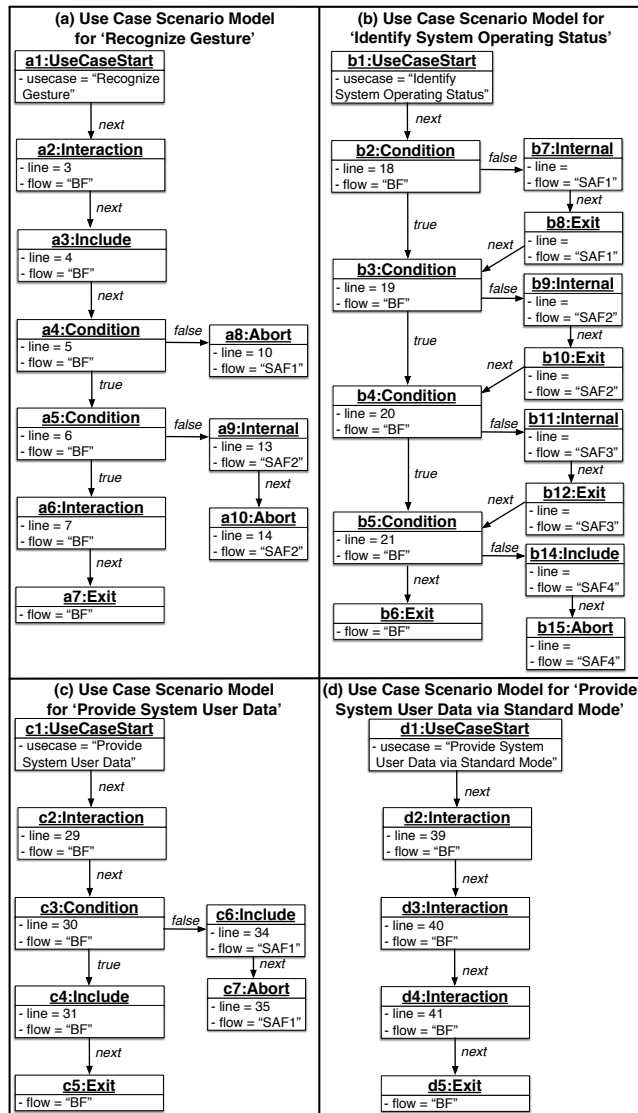 (a) Use Case Scenario Model
for 'Recognize Gesture'
a1:UseCaseStart
- usecase = "Recognize
Gesture"
next
a2:Interaction
- line = 3
- flow = "BF"
next
a3:Include
- line = 4
- flow = "BF"
next
a4:Condition
- line = 5
- flow = "BF"
false
a8:Abort
- line = 10
- flow = "SAF1"
true
a5:Condition
- line = 6
- flow = "BF"
false
a9:Internal
- line = 13
- flow = "SAF2"
true
next
a6:Interaction
- line = 7
- flow = "BF"
a10:Abort
- line = 14
- flow = "SAF2"
next
a7:Exit
- flow = "BF"
(b) Use Case Scenario Model for
'Identify System Operating Status'
b1:UseCaseStart
- usecase = "Identify
System Operating Status"
next
b2:Condition
- line = 18
- flow = "BF"
false
b7:Internal
- line =
- flow = "SAF1"
true
next
b8:Exit
- line =
- flow = "SAF1"
next
b3:Condition
- line = 19
- flow = "BF"
false
b9:Internal
- line =
- flow = "SAF2"
true
next
b10:Exit
- line =
- flow = "SAF2"
next
b4:Condition
- line = 20
- flow = "BF"
false
b11:Internal
- line =
- flow = "SAF3"
true
next
b12:Exit
- line =
- flow = "SAF3"
next
b5:Condition
- line = 21
- flow = "BF"
false
b14:Include
- line =
- flow = "SAF4"
next
next
b6:Exit
- flow = "BF"
b15:Abort
- line =
- flow = "SAF4"
(c) Use Case Scenario Model
for 'Provide System User Data'
c1:UseCaseStart
- usecase = "Provide
System User Data"
next
c2:Interaction
- line = 29
- flow = "BF"
next
c3:Condition
- line = 30
- flow = "BF"
false
c6:Include
- line = 34
- flow = "SAF1"
true
next
c4:Include
- line = 31
- flow = "BF"
c7:Abort
- line = 35
- flow = "SAF1"
next
c5:Exit
- flow = "BF"
(d) Use Case Scenario Model for 'Provide
System User Data via Standard Mode'
d1:UseCaseStart
- usecase = "Provide System
User Data via Standard Mode"
next
d2:Interaction
- line = 39
- flow = "BF"
next
d3:Interaction
- line = 40
- flow = "BF"
next
d4:Interaction
- line = 41
- flow = "BF"
next
d5:Exit
- flow = "BF"